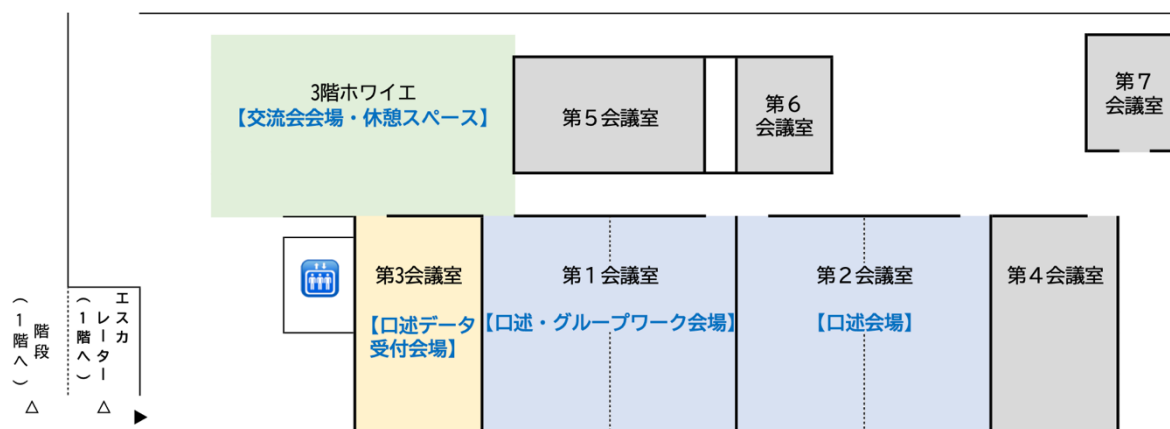 3階ホワイエ
【交流会会場・休憩スペース】
第５会議室
第６
会議室
第７
会議室
第3会議室
【口述データ
受付会場】
第１会議室
【口述・グループワーク会場】
第２会議室
【口述会場】
第４会議室
エスカ
レーター
(１階へ)
階段
(１階へ)